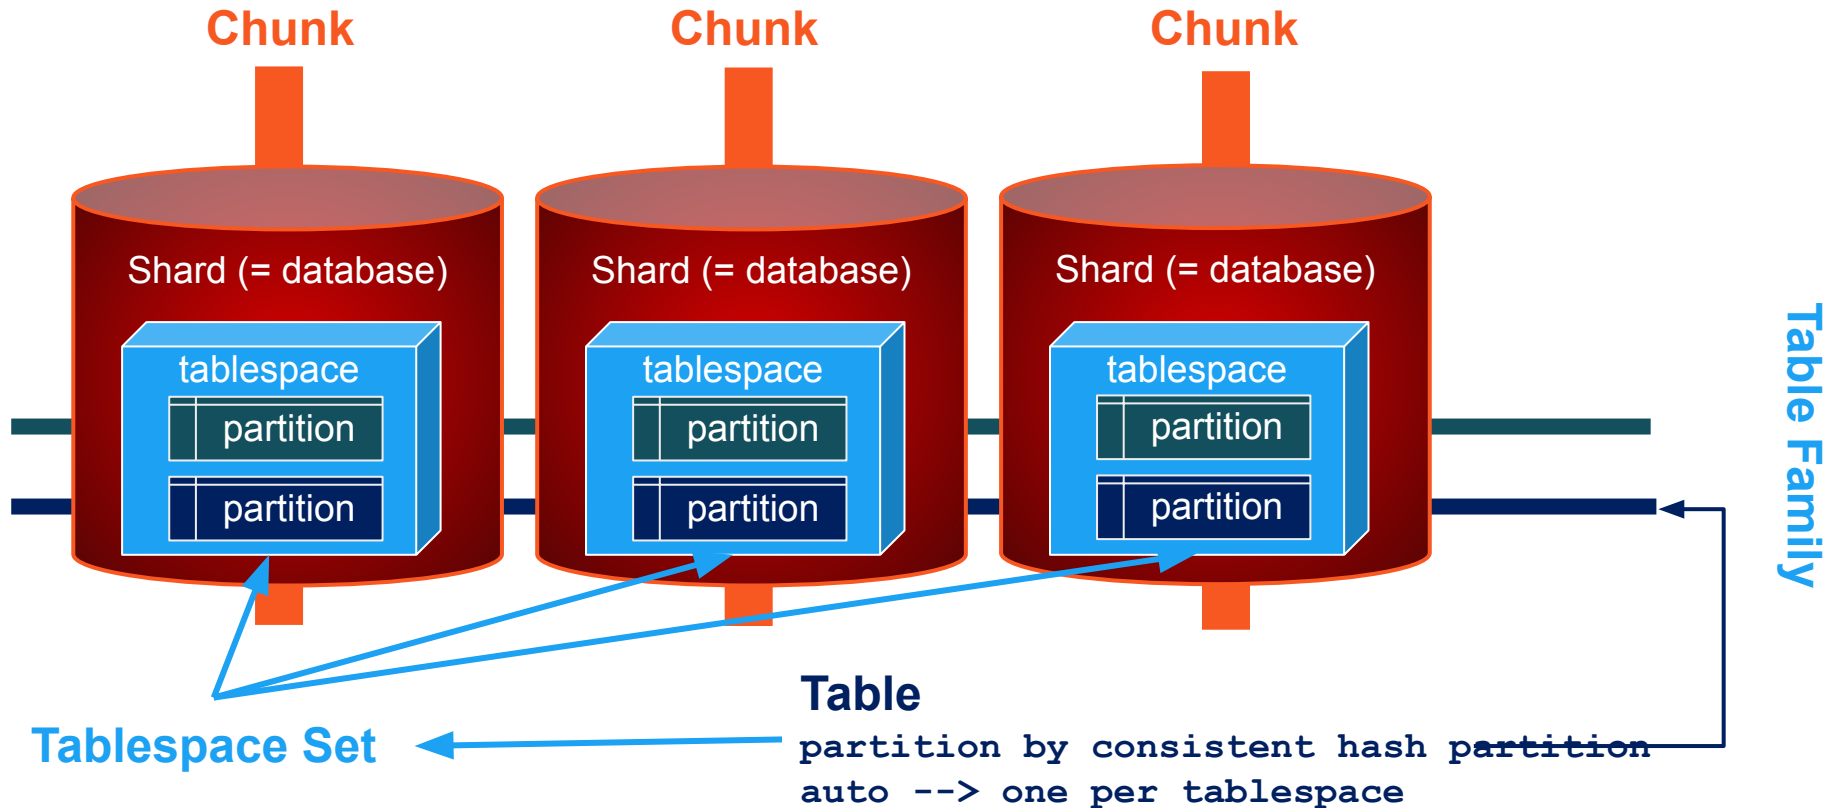 Chunk
Chunk
Chunk
Shard (= database)
Shard (= database)
Shard (= database)
tablespace
tablespace
tablespace
partition
partition
partition
partition
partition
partition
Table Family
Tablespace Set
Table
partition by consistent hash partition
auto --> one per tablespace